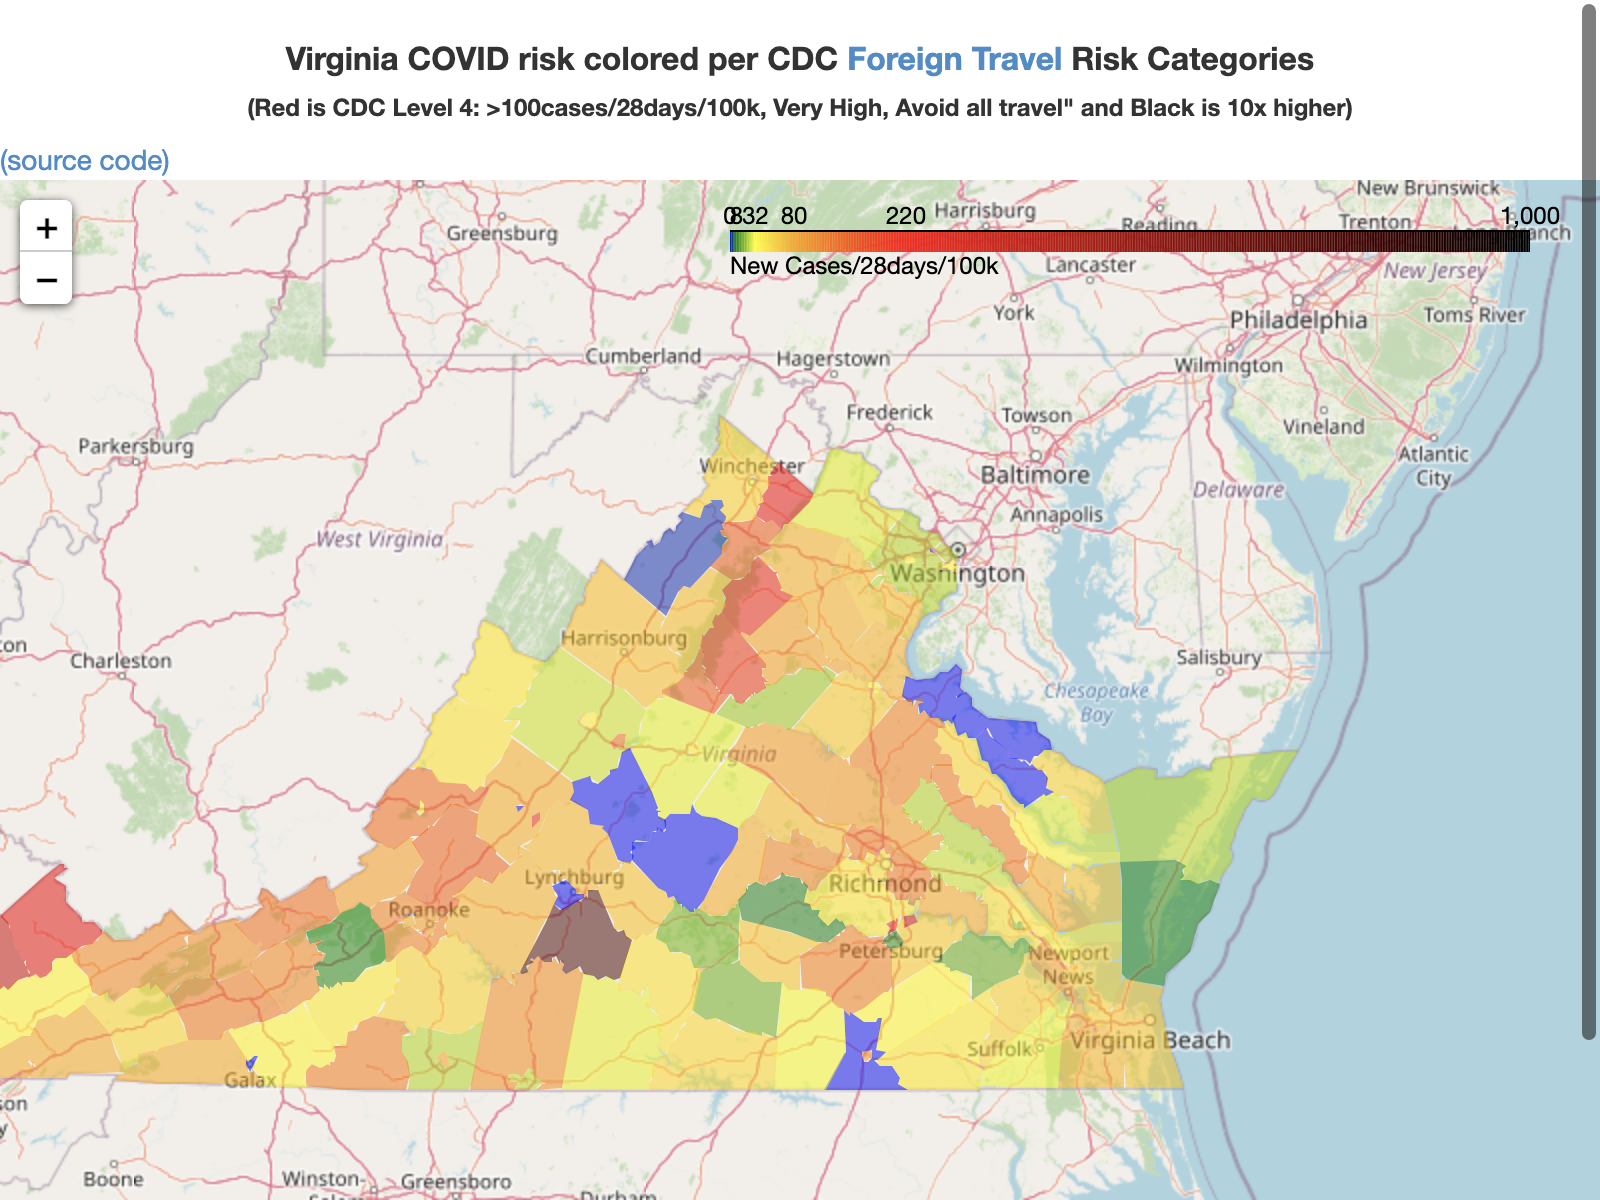 Virginia COVID risk colored per CDC Foreign Travel Risk Categories
(Red is CDC Level 4: >100cases/28days/100k, Very High, Avoid all travel" and Black is 10x higher)
(source code)
+
−
New Brunswick
0 8 32 80 220 1,000
Harrisburg
Reading
Trenton
Greensburg
New Cases/28days/100k
Lancaster
New Jersey
York
Philadelphia
Toms River
Cumberland
Hagerstown
Wilmington
Frederick
Towson
Vineland
Parkersburg
Winchester
Baltimore
Atlantic
City
Delaware
Annapolis
West Virginia
Washington
Harrisonburg
Charleston
Salisbury
Chesapeake
Bay
Virginia
Lynchburg
Richmond
Roanoke
Petersburg
Newport
News
Virginia Beach
Suffolk
Galax
Boone
Winston-
Greensboro
Durham